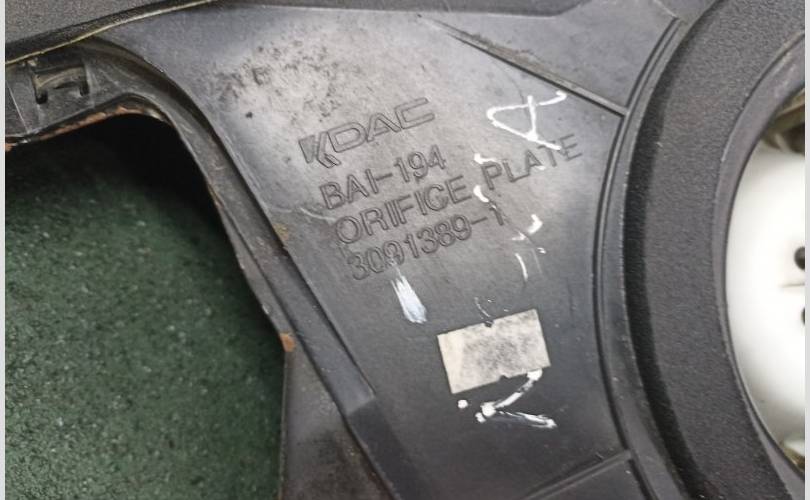 KDAC
BAI-194
ORIFICE PLATE
3091389-1